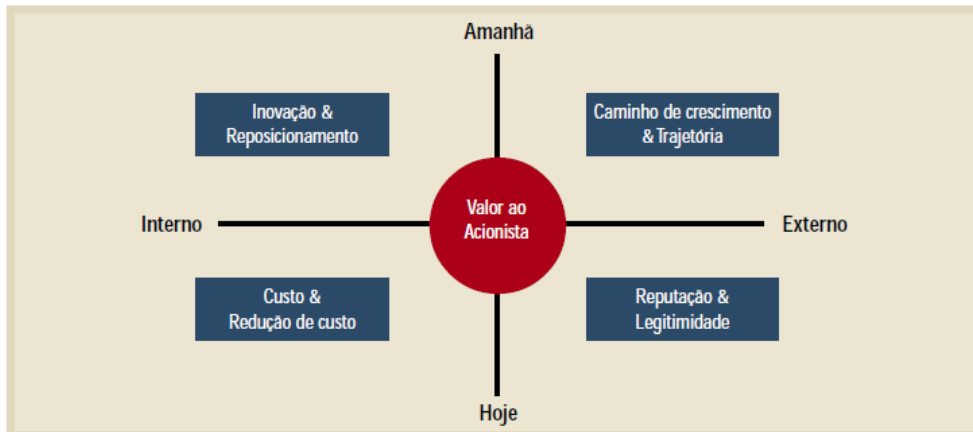 Amanhã
Inovação &
Reposicionamento
Caminho de crescimento
& Trajetória
Interno
Valor ao
Acionista
Externo
Custo &
Redução de custo
Reputação &
Legitimidade
Hoje